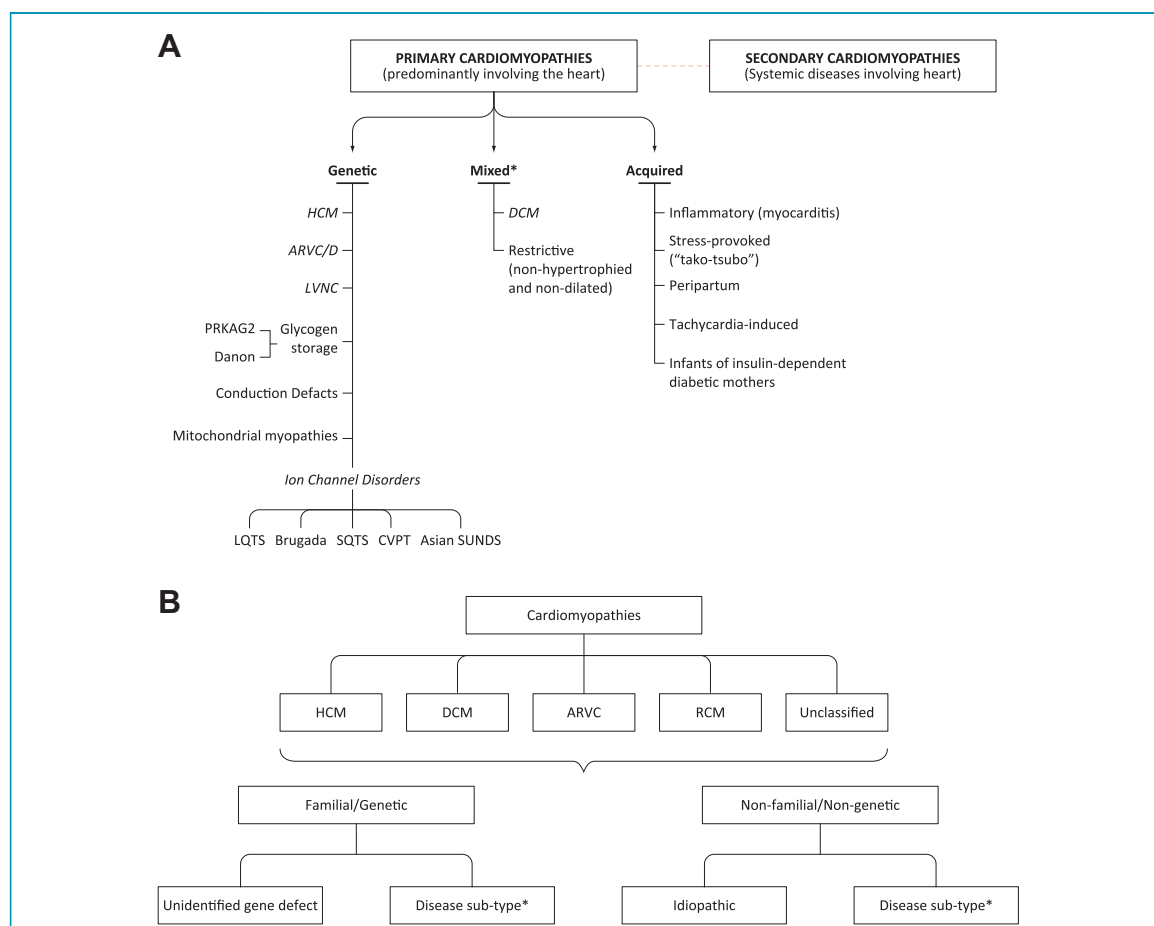 A
PRIMARY CARDIOMYOPATHIES
(predominantly involving the heart)
SECONDARY CARDIOMYOPATHIES
(Systemic diseases involving heart)
Genetic
Mixed*
Acquired
HCM
ARVC/D
LVNC
PRKAG2
Danon
Glycogen
storage
Conduction Defects
Mitochondrial myopathies
Ion Channel Disorders
LQTS
Brugada
SQTS
CVPT
Asian SUNDS
DCM
Restrictive
(non-hypertrophied
and non-dilated)
Inflammatory (myocarditis)
Stress-provoked
(“tako-tsubo”)
Peripartum
Tachycardia-induced
Infants of insulin-dependent
diabetic mothers
B
Cardiomyopathies
HCM
DCM
ARVC
RCM
Unclassified
Familial/Genetic
Non-familial/Non-genetic
Unidentified gene defect
Disease sub-type*
Idiopathic
Disease sub-type*